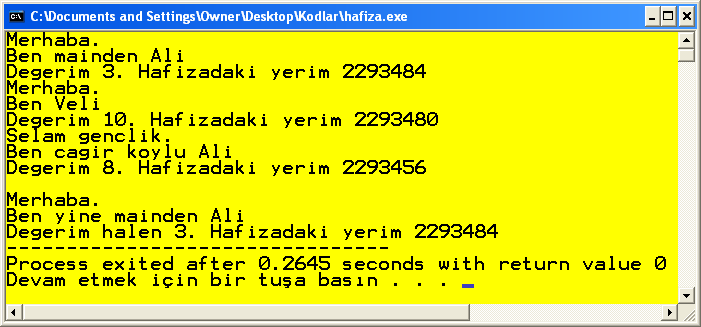 C:\Documents and Settings\Owner\Desktop\Kodlar\hafiza.exe
Merhaba.
Ben mainden Ali
Degerim 3. Hafizadaki yerim 2293484
Merhaba.
Ben Veli
Degerim 10. Hafizadaki yerim 2293480
Selam genclik.
Ben cagir koylu Ali
Degerim 8. Hafizadaki yerim 2293456
Merhaba.
Ben yine mainden Ali
Degerim halen 3. Hafizadaki yerim 2293484
--------------------------------
Process exited after 0.2645 seconds with return value 0
Devam etmek için bir tuşa basın . . .